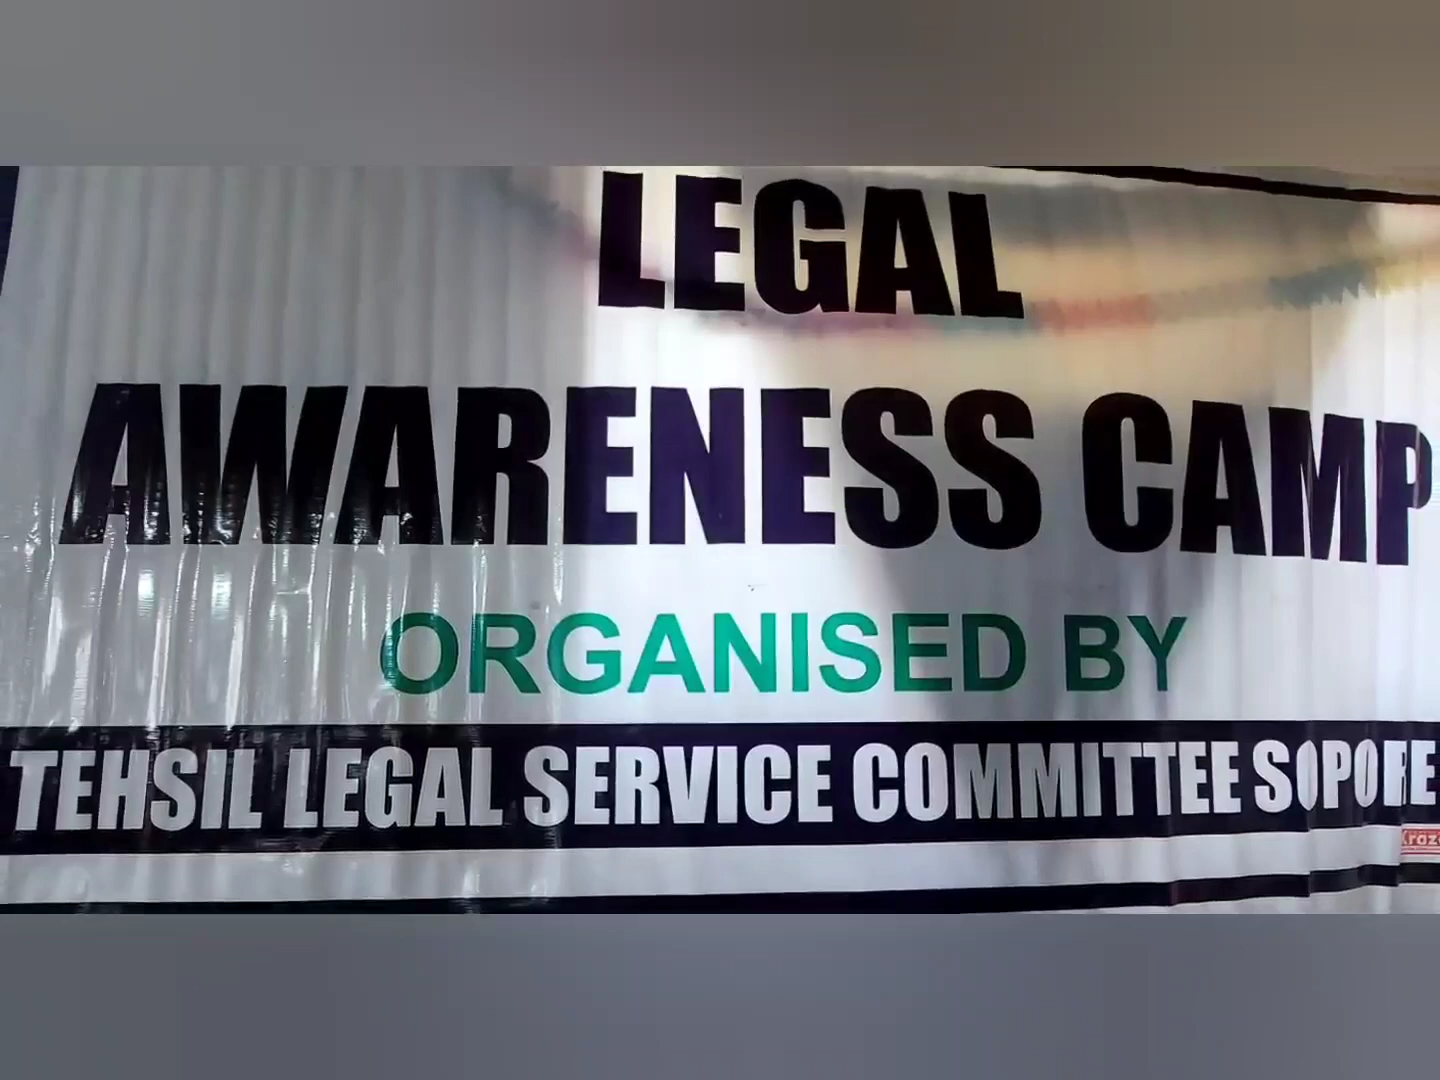 LEGAL
AWARENESS CAMP
ORGANISED BY
TEHSIL LEGAL SERVICE COMMITTEE SOPORE